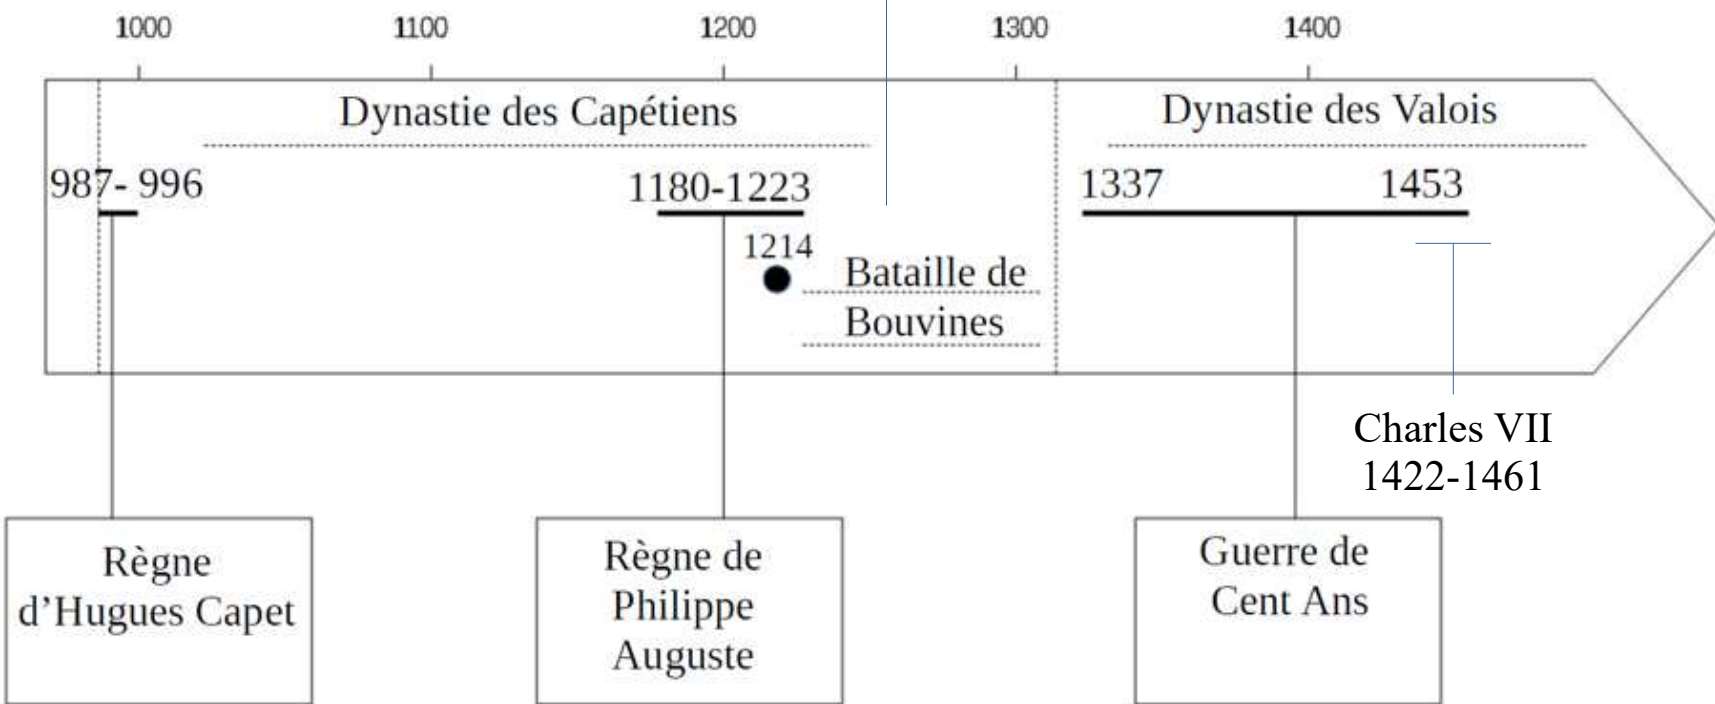 1000 1100 1200 1300 1400
Dynastie des Capétiens
Dynastie des Valois
987- 996
1180-1223
1337 1453
1214
Bataille de
Bouvines
Charles VII
1422-1461
Règne
d’Hugues Capet
Règne de
Philippe
Auguste
Guerre de
Cent Ans